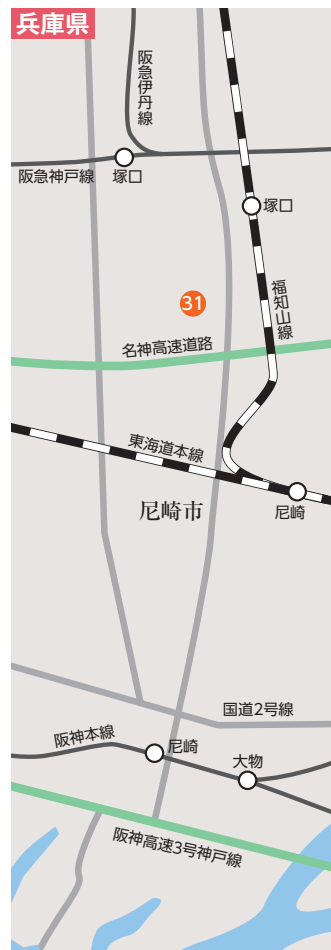 兵庫県
阪急伊丹線
阪急神戸線
塚口
塚口
31
福知山線
名神高速道路
東海道本線
尼崎市
尼崎
国道2号線
阪神本線
尼崎
大物
阪神高速3号神戸線